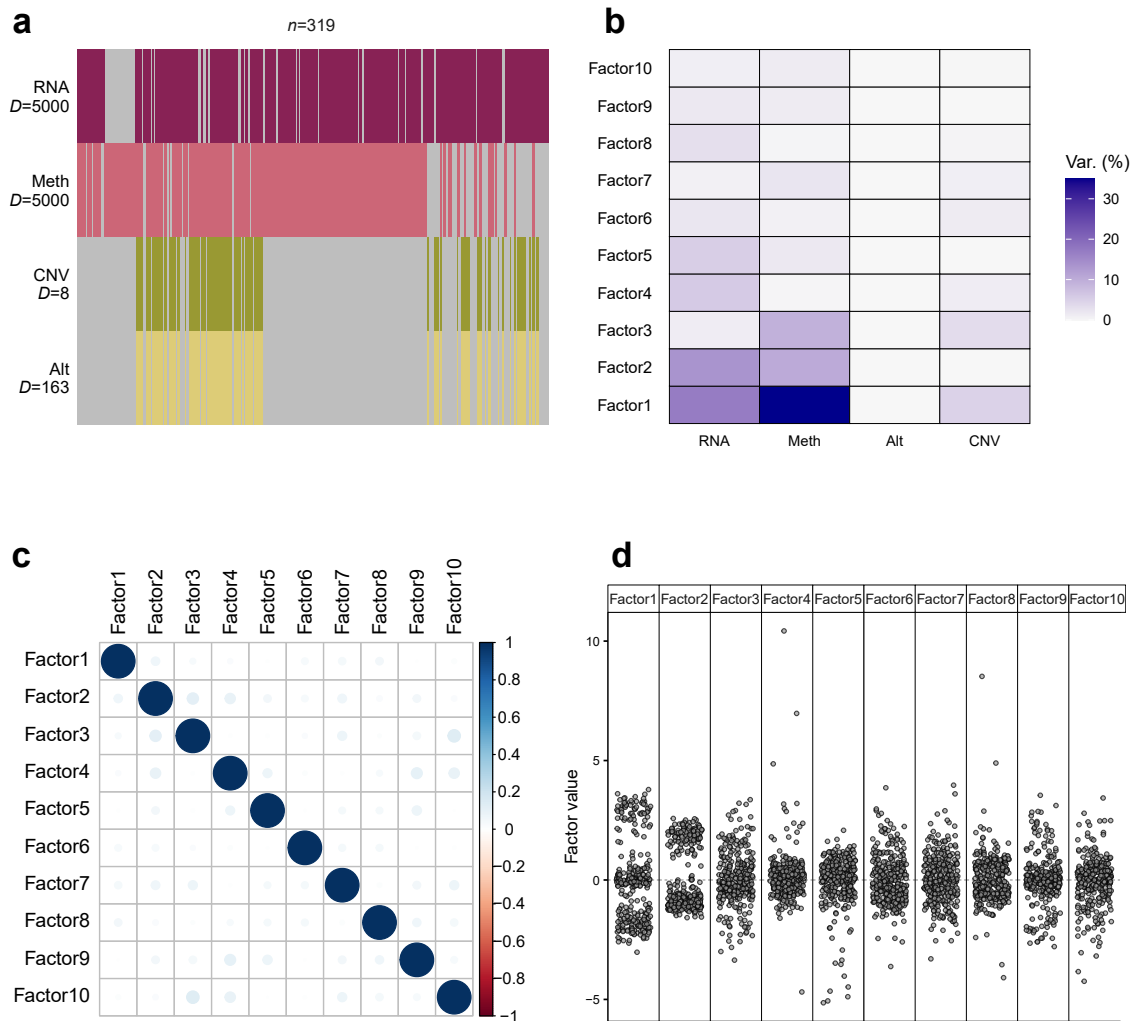 a
n=319
RNA
D=5000
Meth
D=5000
CNV
D=8
Alt
D=163
b
Factor10
Factor9
Factor8
Factor7
Factor6
Factor5
Factor4
Factor3
Factor2
Factor1
RNA Meth Alt CNV
Var. (%)
30
20
10
0
c
Factor1 Factor2 Factor3 Factor4 Factor5 Factor6 Factor7 Factor8 Factor9 Factor10
Factor1
Factor2
Factor3
Factor4
Factor5
Factor6
Factor7
Factor8
Factor9
Factor10
1
0.8
0.6
0.4
0.2
0
−0.2
−0.4
−0.6
−0.8
−1
d
Factor1 Factor2 Factor3 Factor4 Factor5 Factor6 Factor7 Factor8 Factor9 Factor10
Factor value
10
5
0
−5